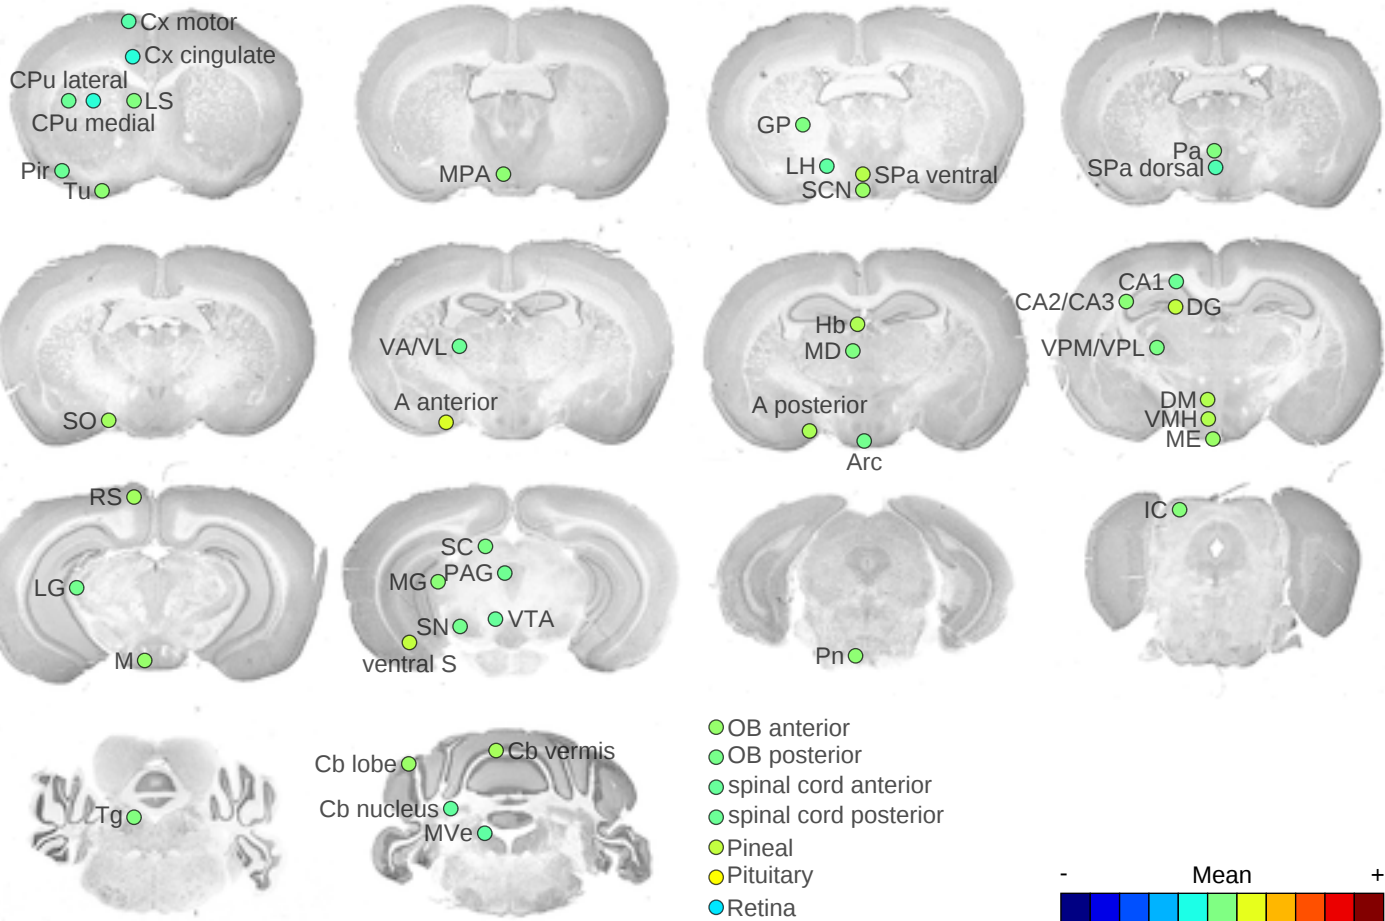 Cx motor
Cx cingulate
CPu lateral
LS
CPu medial
Pir
Tu
MPA
GP
LH
SPa ventral
SCN
Pa
SPa dorsal
SO
VA/VL
A anterior
Hb
MD
A posterior
Arc
CA1
CA2/CA3
DG
VPM/VPL
DM
VMH
ME
RS
LG
M
SC
MG
PAG
SN
VTA
ventral S
Pn
IC
Tg
Cb lobe
Cb vermis
Cb nucleus
MVe
OB anterior
OB posterior
spinal cord anterior
spinal cord posterior
Pineal
Pituitary
Retina
- Mean +